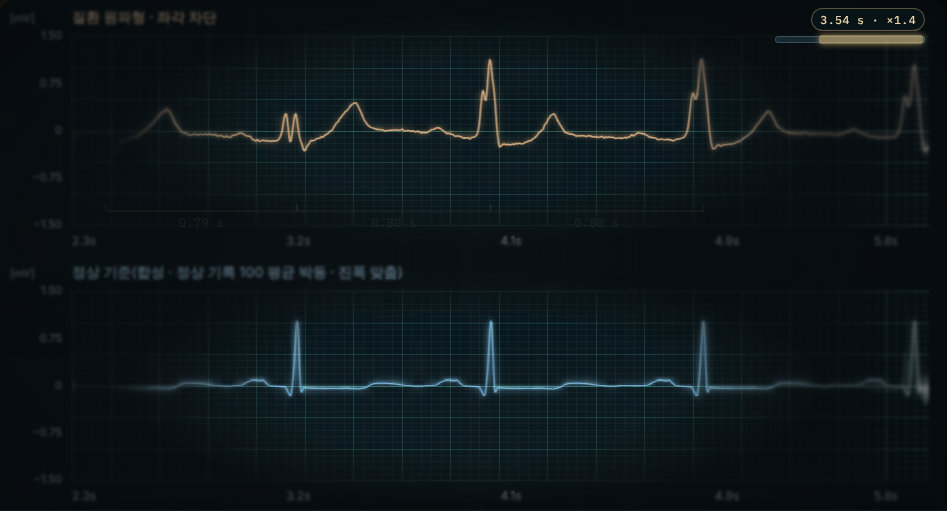 [mV] 질환 원파형 · 좌각 차단
3.54 s · ×1.4
1.50
0.75
0
−0.75
−1.50
0.79 s 0.80 s 0.88 s
2.3s 3.2s 4.1s 4.9s 5.8s
[mV] 정상 기준(합성 · 정상 기록 100 평균 박동 · 진폭 맞춤)
1.50
0.75
0
−0.75
−1.50
2.3s 3.2s 4.1s 4.9s 5.8s